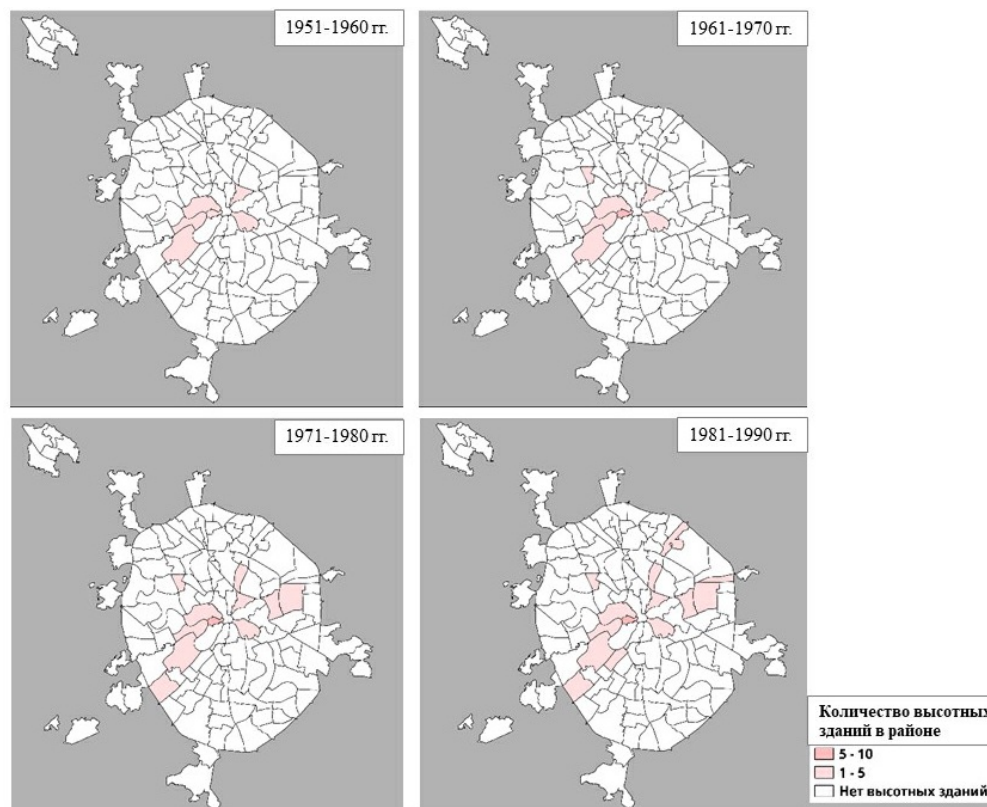 1951-1960 гг.
1961-1970 гг.
1971-1980 гг.
1981-1990 гг.
Количество высотных
зданий в районе
5 - 10
1 - 5
Нет высотных зданий